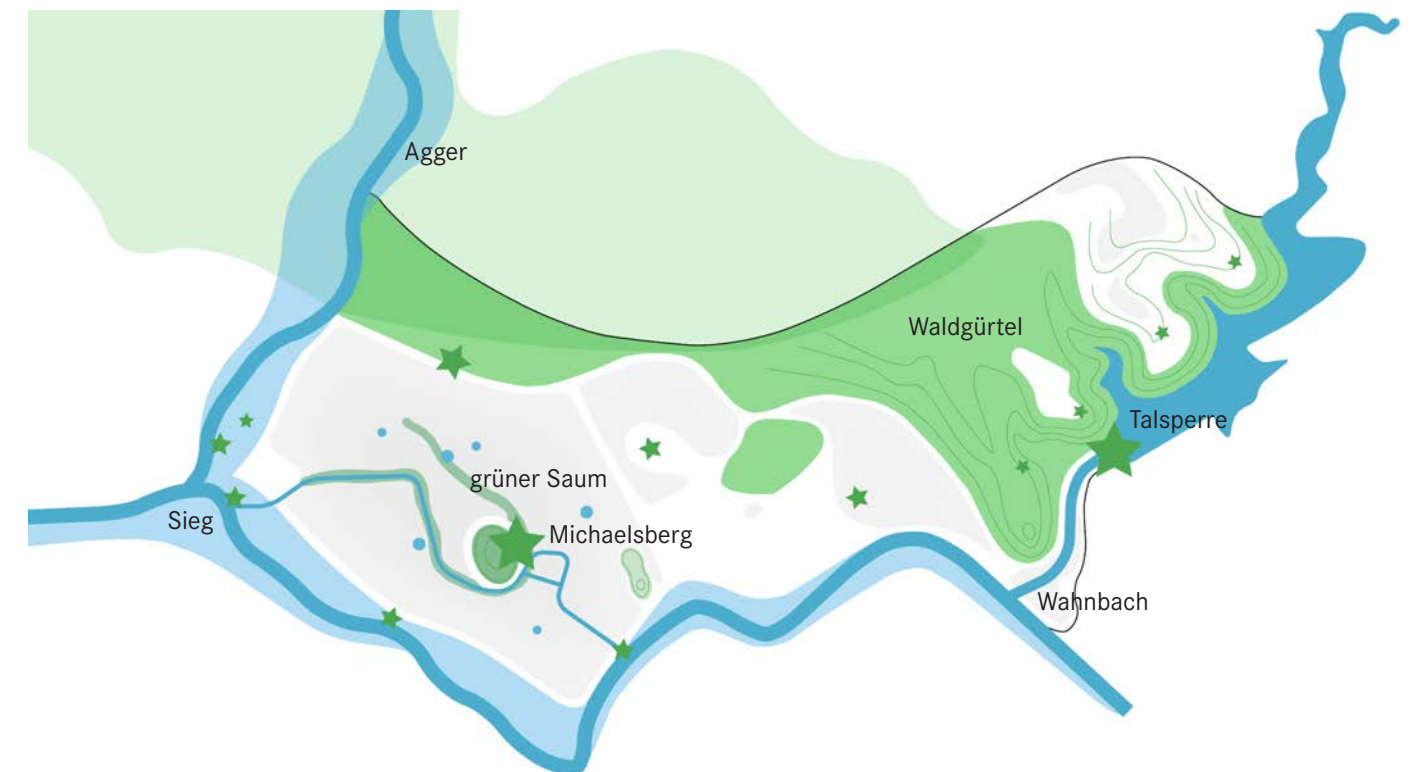 Agger
Waldgürtel
Talsperre
grüner Saum
Sieg
Michaelsberg
Wahnbach